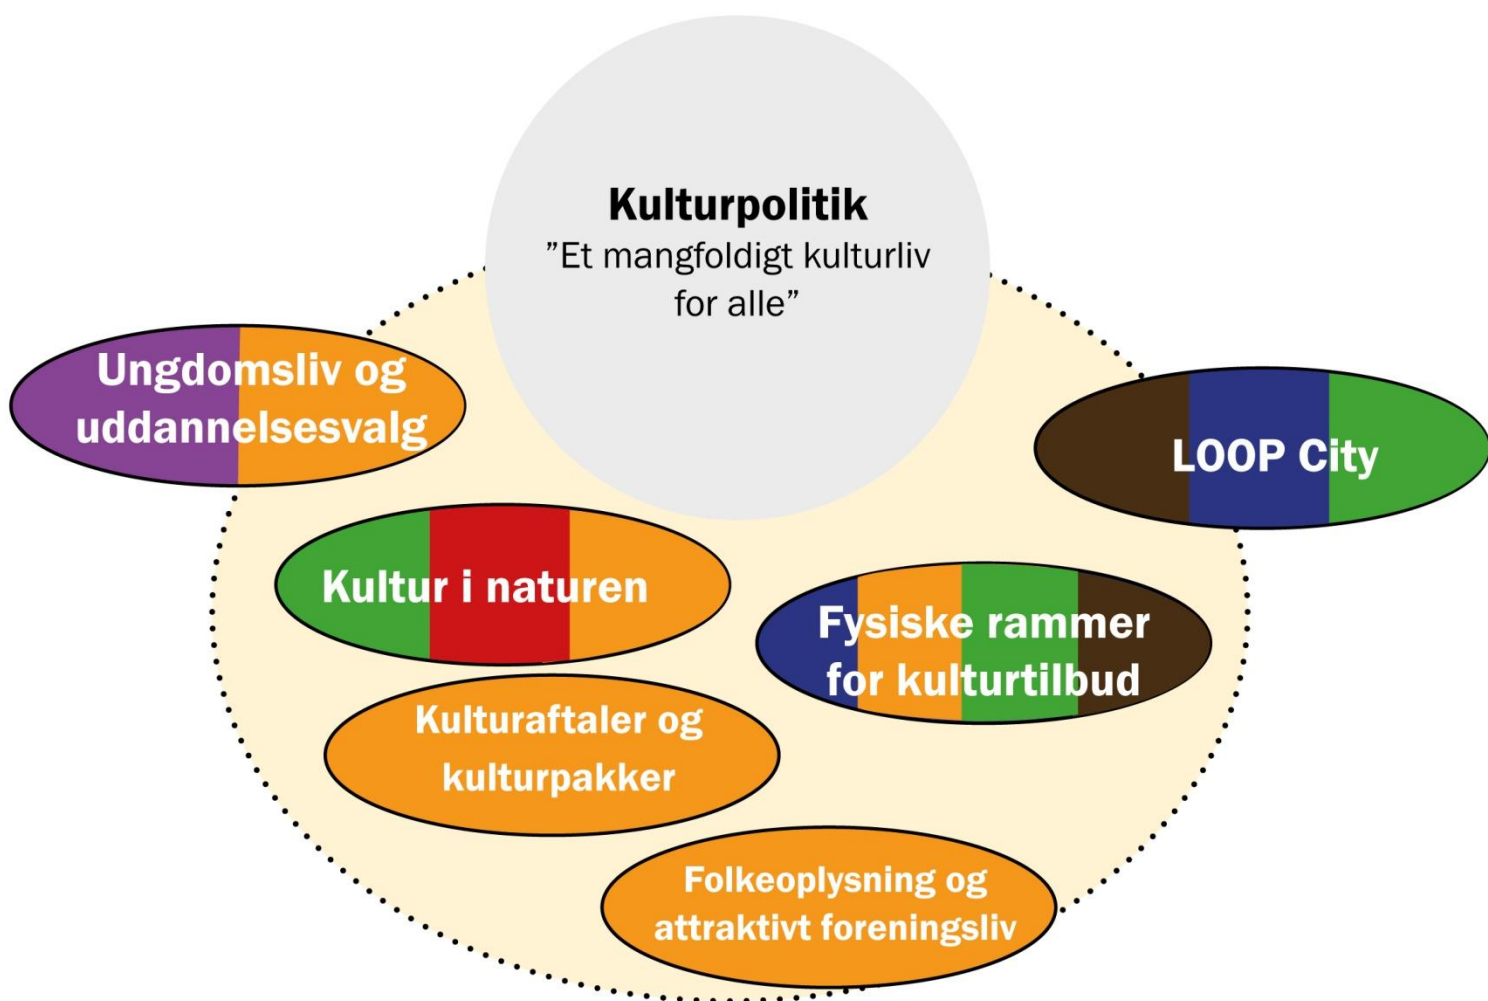 Kulturpolitik
”Et mangfoldigt kulturliv
for alle”
Ungdomsliv og
uddannelsesvalg
LOOP City
Kultur i naturen
Fysiske rammer
for kulturtilbud
Kulturaftaler og
kulturpakker
Folkeoplysning og
attraktivt foreningsliv